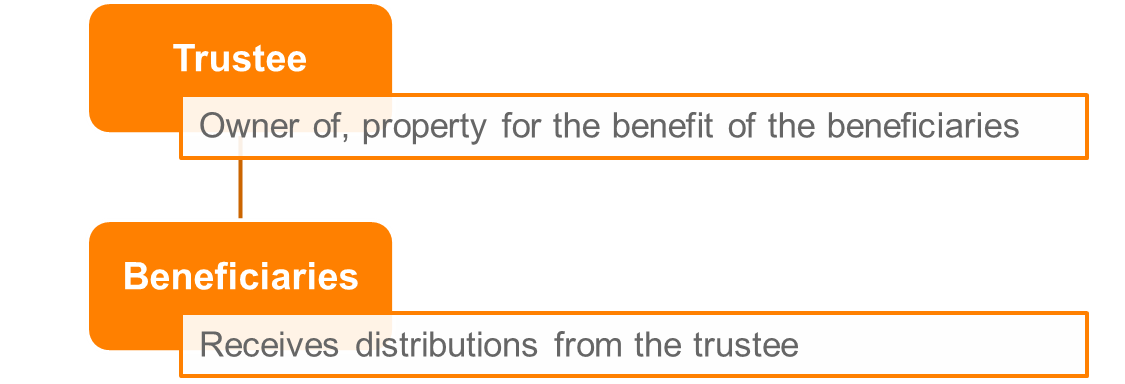 Trustee
Owner of, property for the benefit of the beneficiaries
Beneficiaries
Receives distributions from the trustee